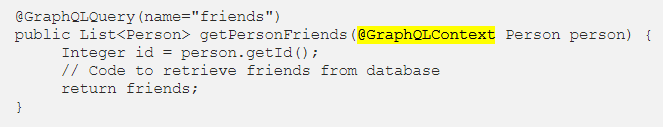 @GraphQLQuery(name="friends")
public List<Person> getPersonFriends(@GraphQLContext Person person) {
Integer id = person.getId();
// Code to retrieve friends from database
return friends;
}